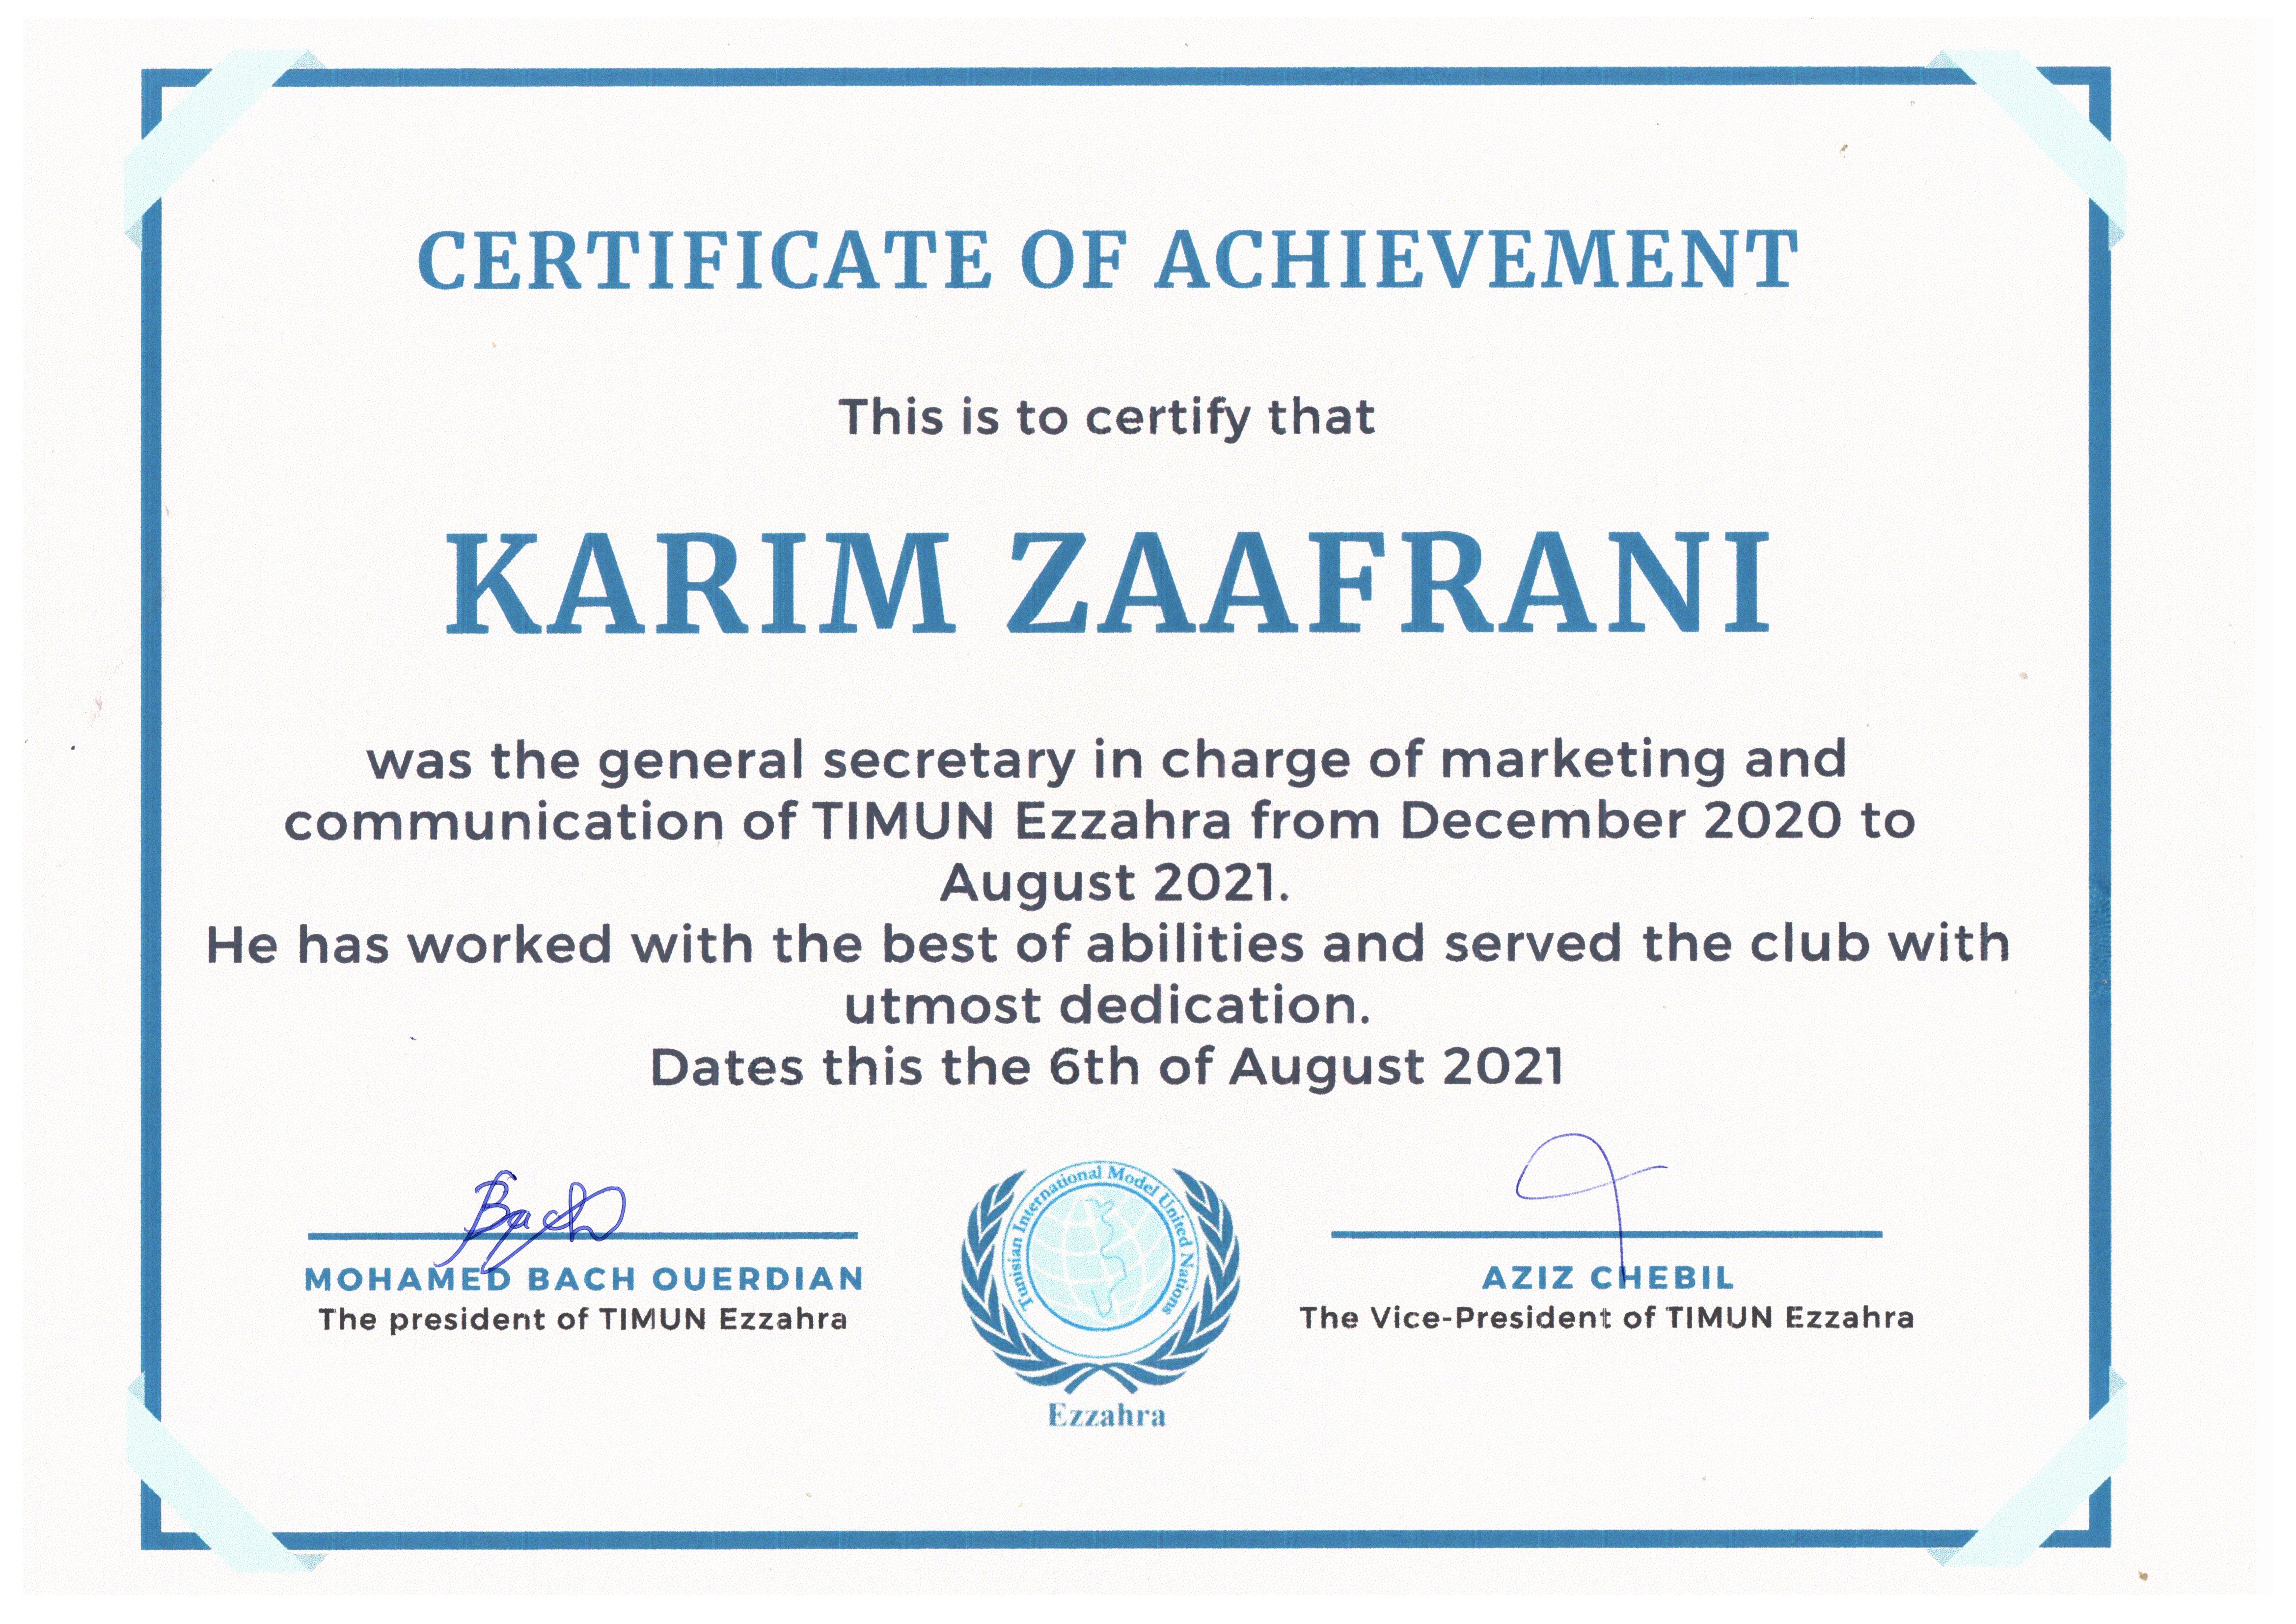 CERTIFICATE OF ACHIEVEMENT
This is to certify that
KARIM ZAAFRANI
was the general secretary in charge of marketing and
communication of TIMUN Ezzahra from December 2020 to
August 2021.
He has worked with the best of abilities and served the club with
utmost dedication.
Dates this the 6th of August 2021
Bach
MOHAMED BACH OUERDIAN
The president of TIMUN Ezzahra
Tunisian International Model United Nations
Ezzahra
AZIZ CHEBIL
The Vice-President of TIMUN Ezzahra